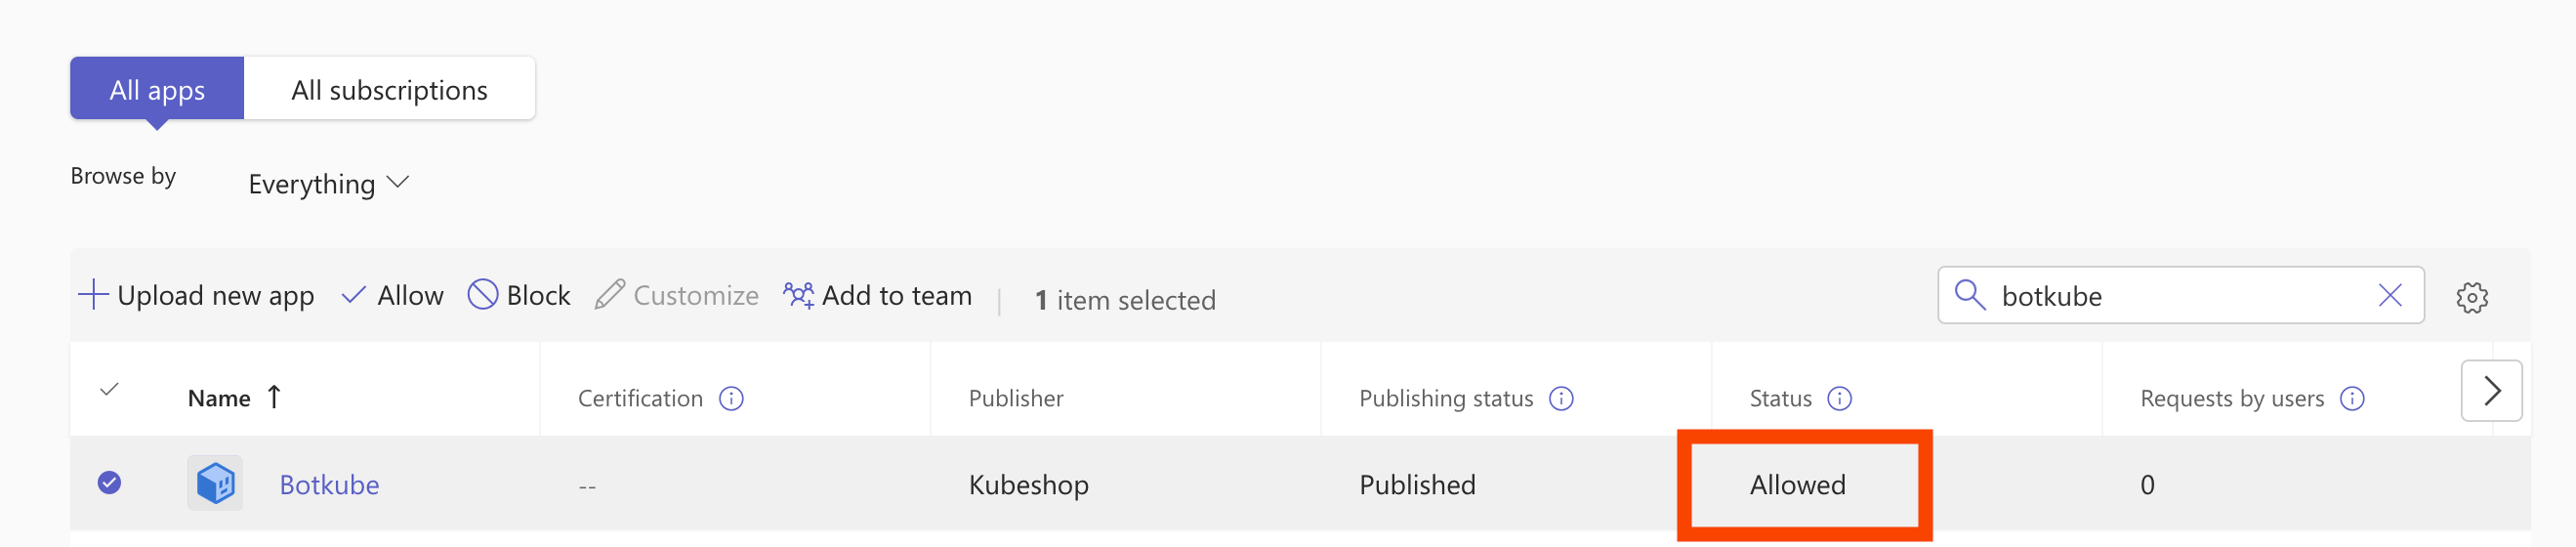 All apps All subscriptions
Browse by Everything
Upload new app Allow Block Customize Add to team 1 item selected botkube
Name ↑ Certification Publisher Publishing status Status Requests by users
Botkube -- Kubeshop Published Allowed 0